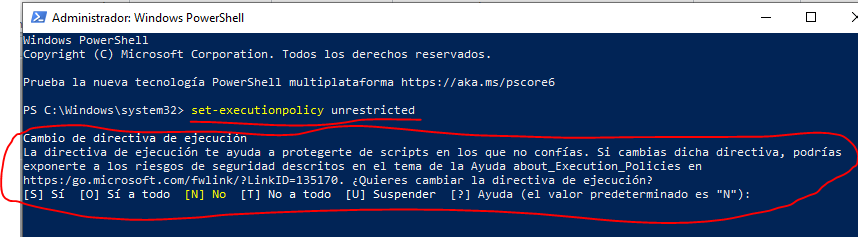 Administrador: Windows PowerShell
Windows PowerShell
Copyright (C) Microsoft Corporation. Todos los derechos reservados.
Prueba la nueva tecnología PowerShell multiplataforma https://aka.ms/pscore6
PS C:\Windows\system32> set-executionpolicy unrestricted
Cambio de directiva de ejecución
La directiva de ejecución te ayuda a protegerte de scripts en los que no confías. Si cambias dicha directiva, podrías
exponerte a los riesgos de seguridad descritos en el tema de la Ayuda about_Execution_Policies en
https:/go.microsoft.com/fwlink/?LinkID=135170. ¿Quieres cambiar la directiva de ejecución?
[S] Sí  [O] Sí a todo  [N] No  [T] No a todo  [U] Suspender  [?] Ayuda (el valor predeterminado es "N"):